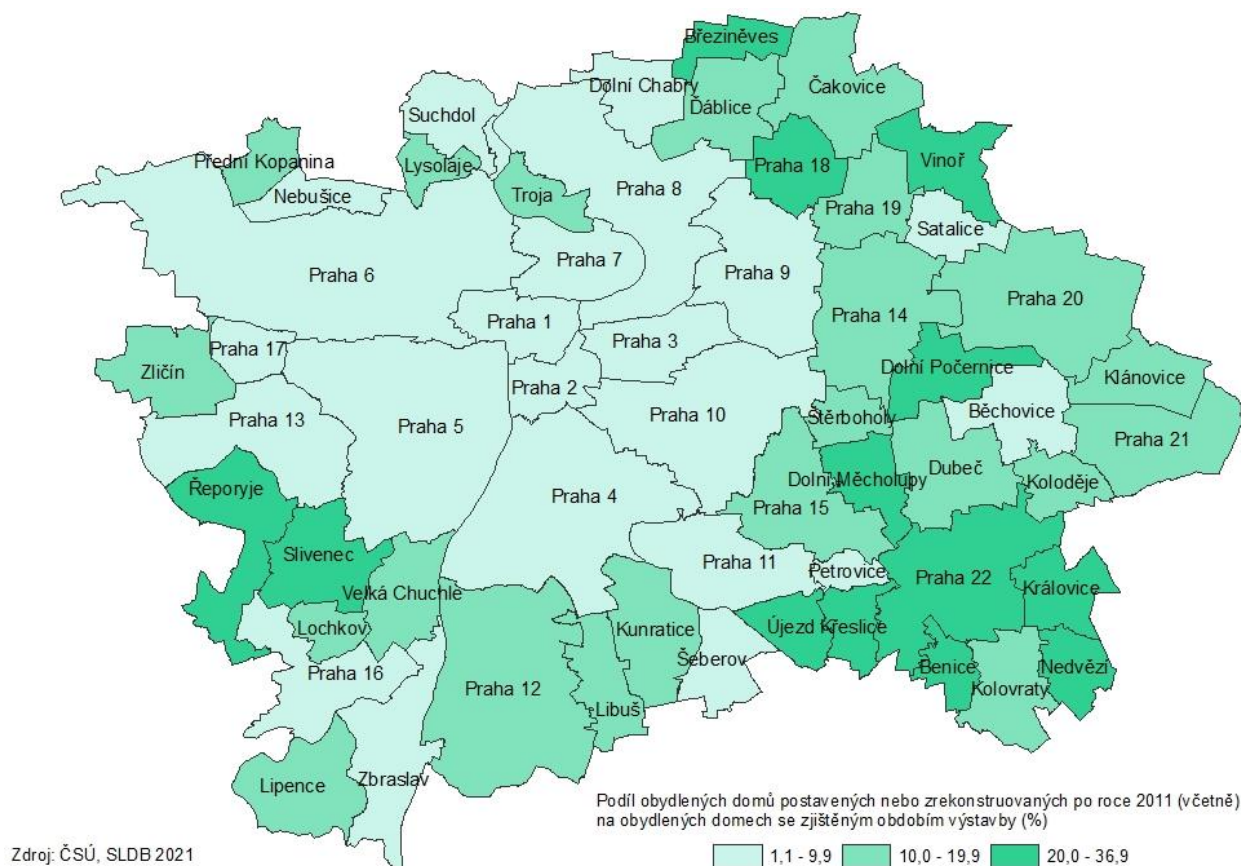 Březiněves
Dolní Chabry
Čakovice
Ďáblice
Suchdol
Přední Kopanina
Lysolaje
Praha 18
Vinoř
Nebušice
Troja
Praha 8
Praha 19
Satalice
Praha 6
Praha 7
Praha 9
Praha 20
Praha 1
Praha 14
Praha 17
Praha 3
Dolní Počernice
Zličín
Praha 2
Klánovice
Běchovice
Praha 13
Praha 5
Praha 10
Štěrboholy
Praha 21
Dubeč
Dolní Měcholupy
Koloděje
Řeporyje
Praha 4
Praha 15
Slivenec
Praha 11
Petrovice
Praha 22
Královice
Velká Chuchle
Lochkov
Kunratice
Újezd
Křeslice
Šeberov
Benice
Nedvězí
Praha 16
Praha 12
Kolovraty
Libuš
Lipence
Zbraslav
Podíl obydlených domů postavených nebo zrekonstruovaných po roce 2011 (včetně)
na obydlených domech se zjištěným obdobím výstavby (%)
Zdroj: ČSÚ, SLDB 2021
1,1 - 9,9
10,0 - 19,9
20,0 - 36,9